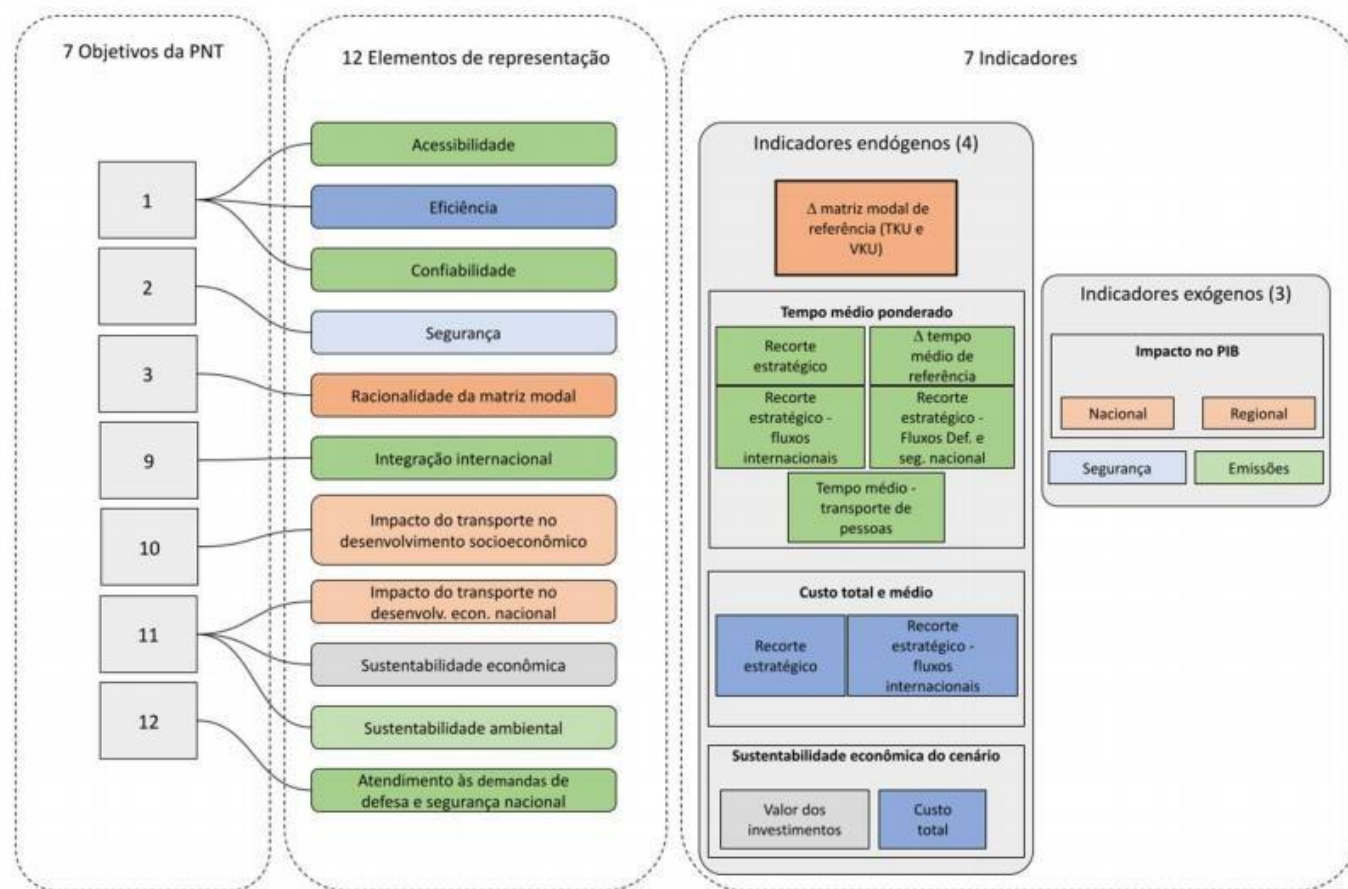 7 Objetivos da PNT
1
2
3
9
10
11
12
12 Elementos de representação
Acessibilidade
Eficiência
Confiabilidade
Segurança
Racionalidade da matriz modal
Integração internacional
Impacto do transporte no
desenvolvimento socioeconômico
Impacto do transporte no
desenvolv. econ. nacional
Sustentabilidade econômica
Sustentabilidade ambiental
Atendimento às demandas de
defesa e segurança nacional
7 Indicadores
Indicadores endógenos (4)
Δ matriz modal de
referência (TKU e
VKU)
Tempo médio ponderado
Recorte
estratégico
Δ tempo
médio de
referência
Recorte
estratégico -
fluxos
internacionais
Recorte
estratégico -
Fluxos Def. e
seg. nacional
Tempo médio -
transporte de
pessoas
Custo total e médio
Recorte
estratégico
Recorte
estratégico -
fluxos
internacionais
Sustentabilidade econômica do cenário
Valor dos
investimentos
Custo
total
Indicadores exógenos (3)
Impacto no PIB
Nacional
Regional
Segurança
Emissões